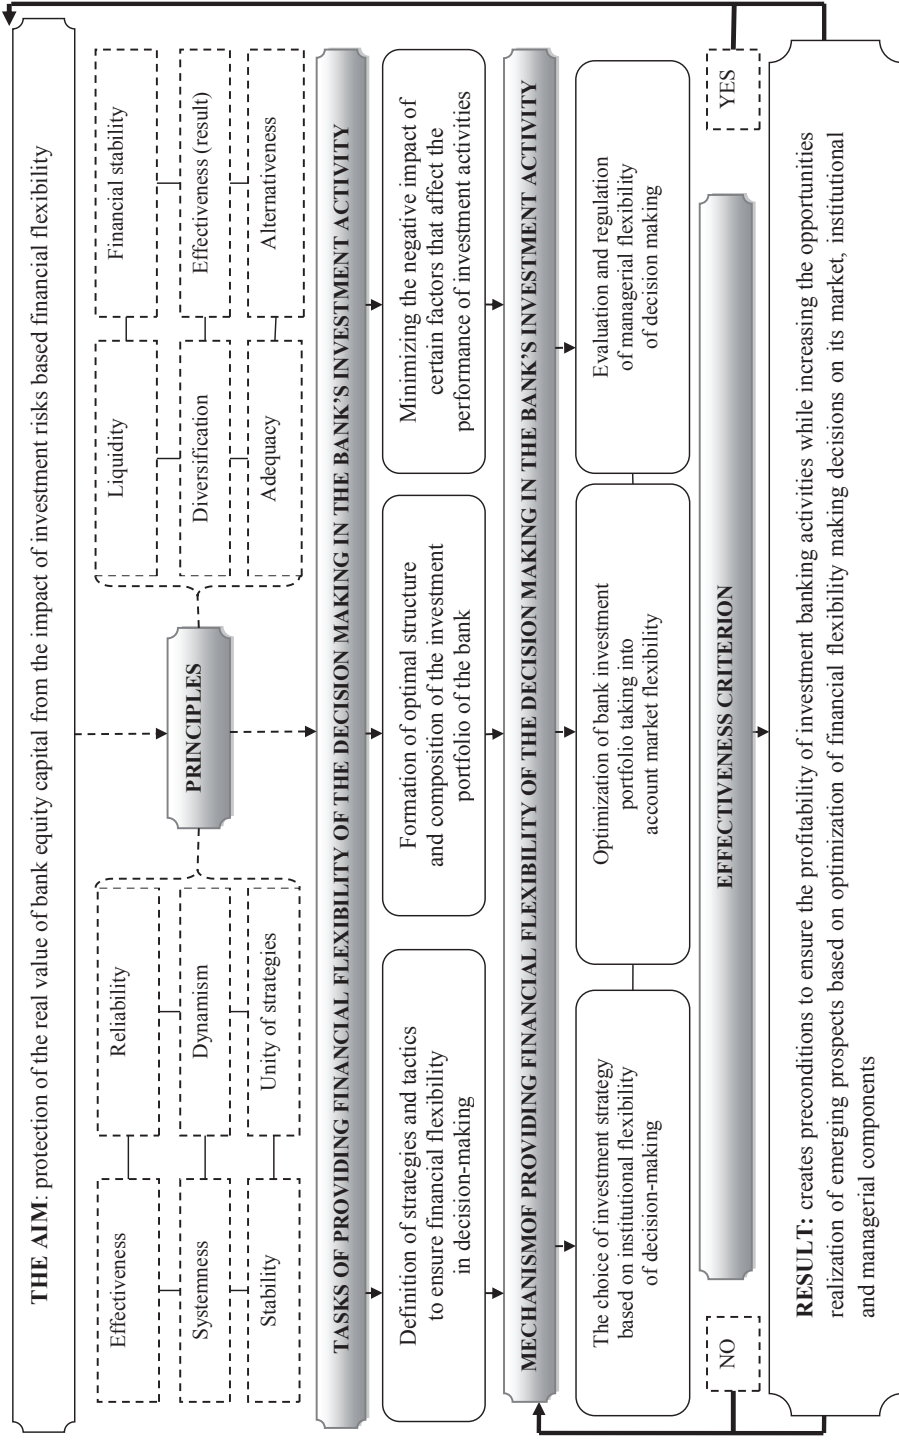 THE AIM: protection of the real value of bank equity capital from the impact of investment risks based financial flexibility
Effectiveness
Reliability
Systemness
Dynamism
Stability
Unity of strategies
PRINCIPLES
Liquidity
Financial stability
Diversification
Effectiveness (result)
Adequacy
Alternativeness
TASKS OF PROVIDING FINANCIAL FLEXIBILITY OF THE DECISION MAKING IN THE BANK'S INVESTMENT ACTIVITY
Definition of strategies and tactics
to ensure financial flexibility
in decision-making
Formation of optimal structure
and composition of the investment
portfolio of the bank
Minimizing the negative impact of
certain factors that affect the
performance of investment activities
MECHANISMOF PROVIDING FINANCIAL FLEXIBILITY OF THE DECISION MAKING IN THE BANK'S INVESTMENT ACTIVITY
The choice of investment strategy
based on institutional flexibility
of decision-making
Optimization of bank investment
portfolio taking into
account market flexibility
Evaluation and regulation
of managerial flexibility
of decision making
NO
EFFECTIVENESS CRITERION
YES
RESULT: creates preconditions to ensure the profitability of investment banking activities while increasing the opportunities
realization of emerging prospects based on optimization of financial flexibility making decisions on its market, institutional
and managerial components